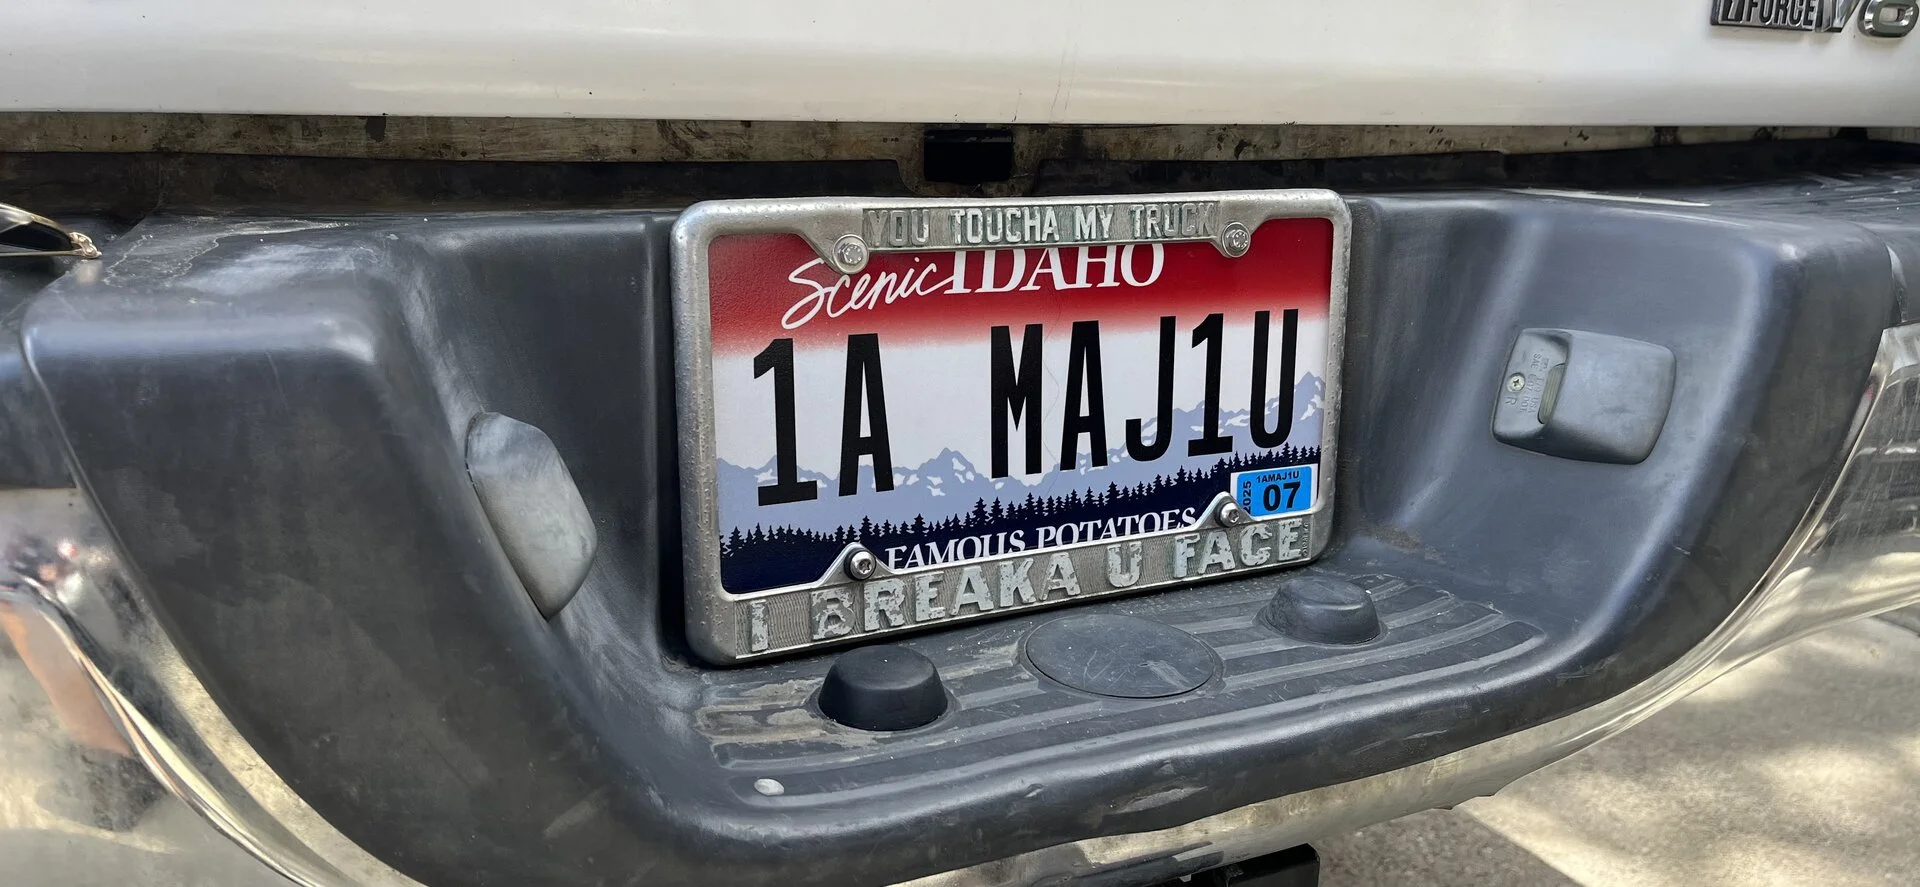 iFORCE V8
YOU TOUCHA MY TRUCK
Scenic IDAHO
1A MAJ1U
2025
1AMAJ1U
07
FAMOUS POTATOES
I BREAKA U FACE